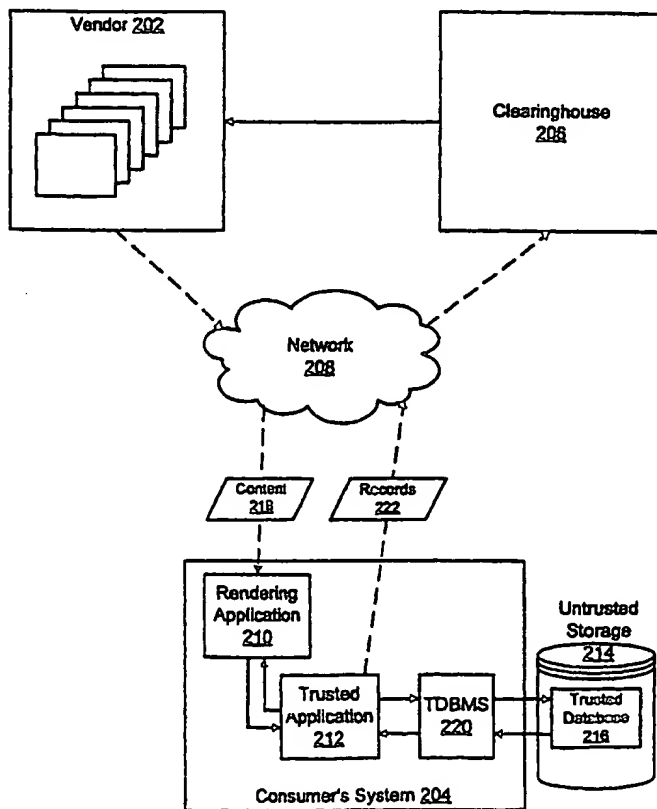 Vendor 202
Clearinghouse
206
Network
208
Content
218
Records
222
Rendering
Application
210
Trusted
Application
212
TDBMS
220
Untrusted
Storage
214
Trusted
Database
216
Consumer's System 204